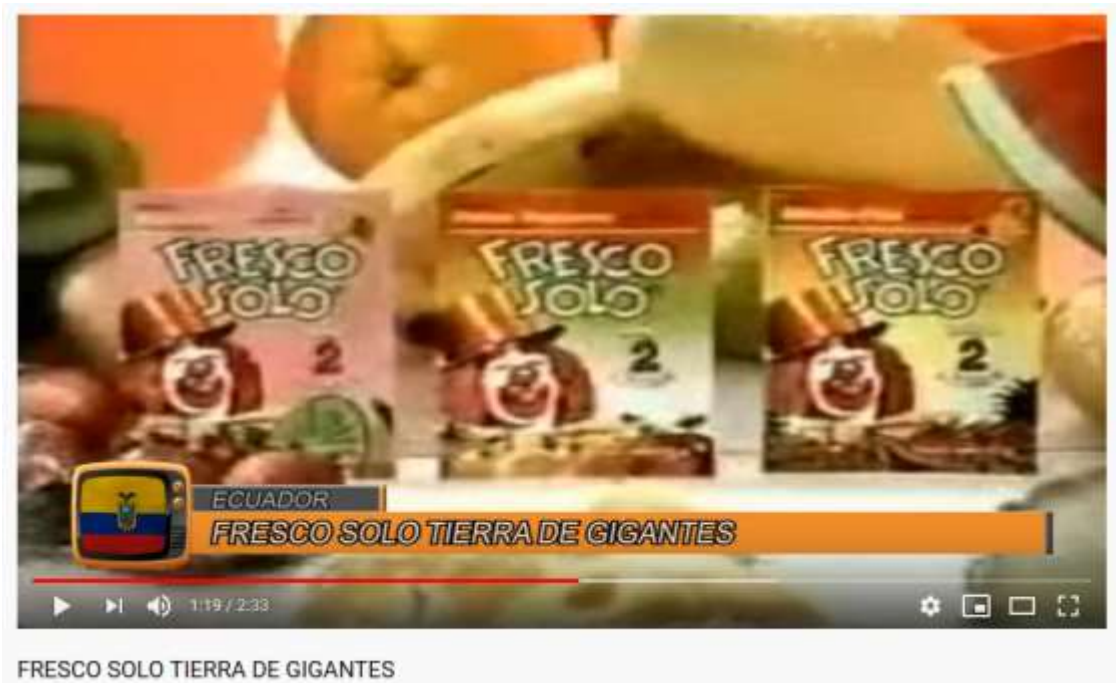 FRESCO
SOLO
2
FRESCO
SOLO
2
FRESCO
SOLO
2
ECUADOR
FRESCO SOLO TIERRA DE GIGANTES
1:19 / 2:33
FRESCO SOLO TIERRA DE GIGANTES